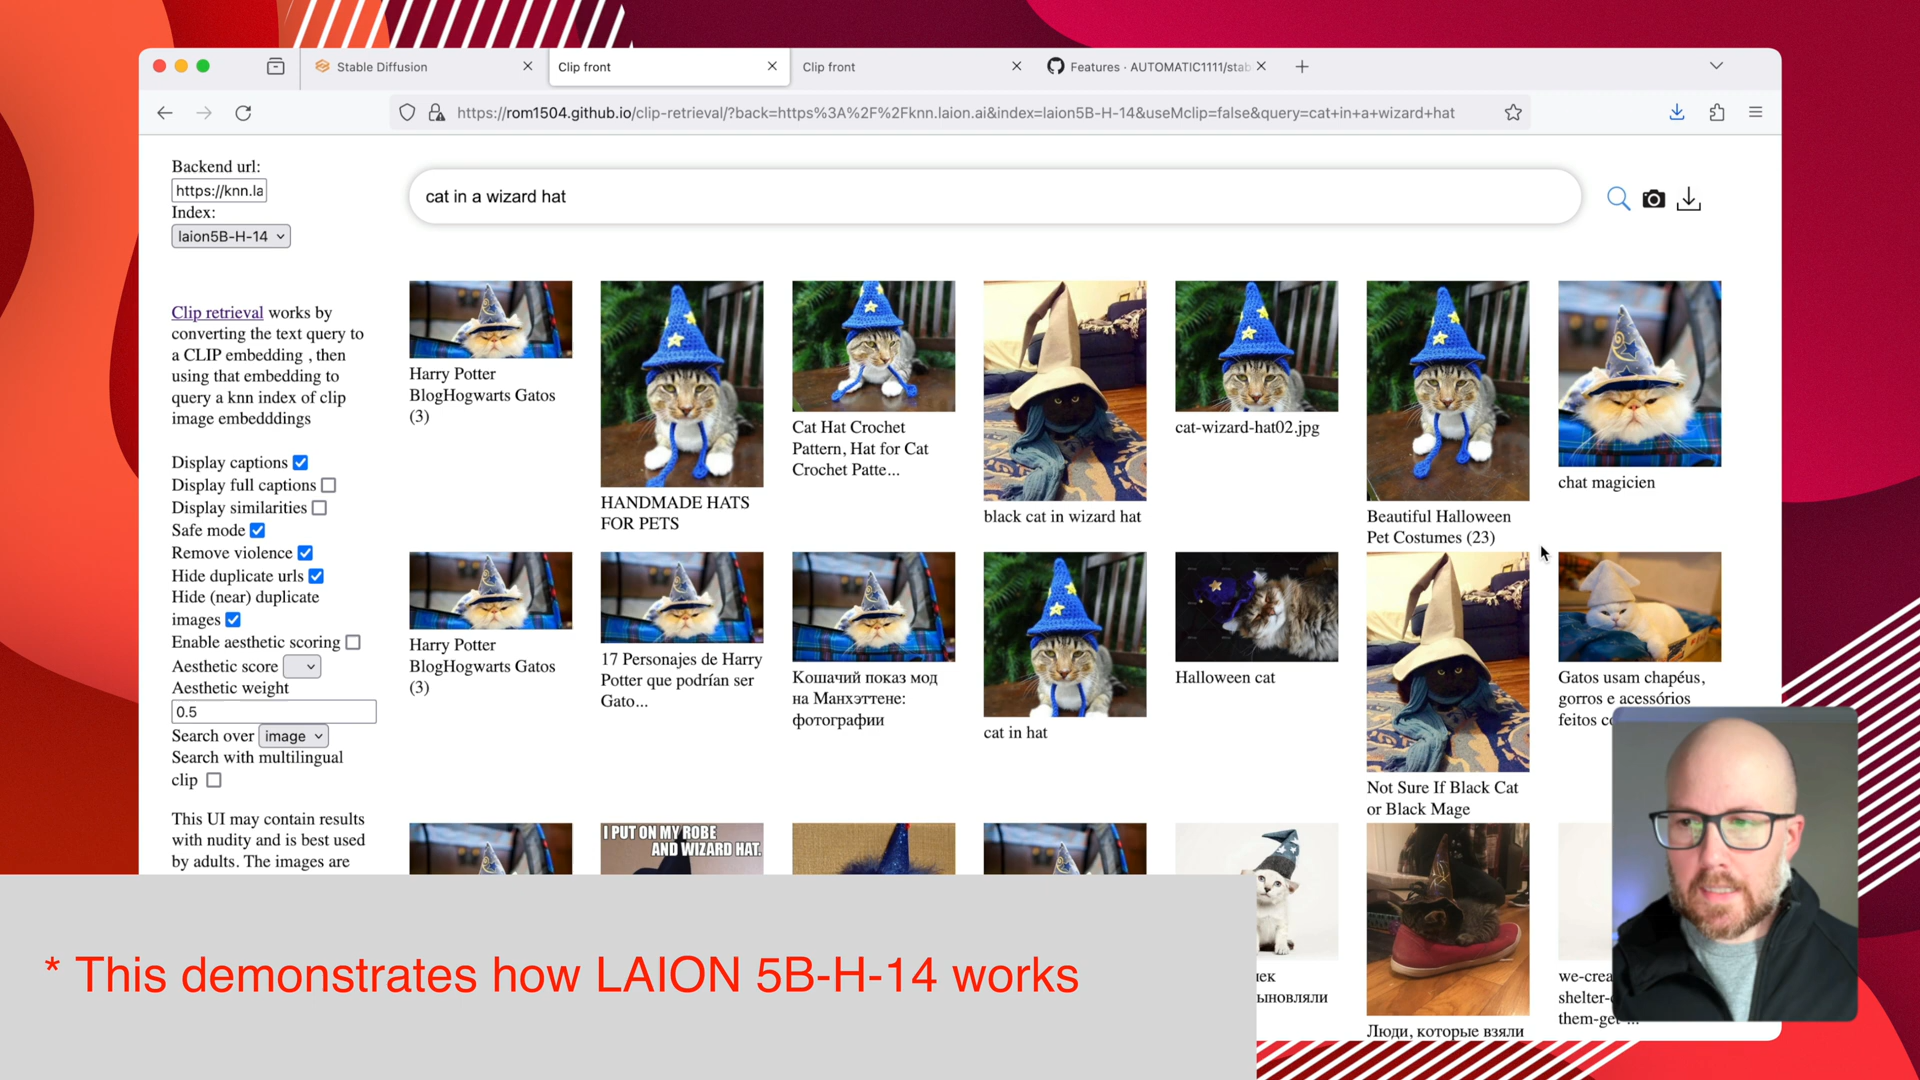 Stable Diffusion
Clip front
Clip front
Features · AUTOMATIC1111/stab
https://rom1504.github.io/clip-retrieval/?back=https%3A%2F%2Fknn.laion.ai&index=laion5B-H-14&useMclip=false&query=cat+in+a+wizard+hat
Backend url:
https://knn.la
Index:
laion5B-H-14
cat in a wizard hat
Clip retrieval works by
converting the text query to
a CLIP embedding , then
using that embedding to
query a knn index of clip
image embedddings
Display captions
Display full captions
Display similarities
Safe mode
Remove violence
Hide duplicate urls
Hide (near) duplicate
images
Enable aesthetic scoring
Aesthetic score
Aesthetic weight
0.5
Search over image
Search with multilingual
clip
This UI may contain results
with nudity and is best used
by adults. The images are
Harry Potter
BlogHogwarts Gatos
(3)
HANDMADE HATS
FOR PETS
Cat Hat Crochet
Pattern, Hat for Cat
Crochet Patte...
black cat in wizard hat
cat-wizard-hat02.jpg
Beautiful Halloween
Pet Costumes (23)
chat magicien
Harry Potter
BlogHogwarts Gatos
(3)
17 Personajes de Harry
Potter que podrían ser
Gato...
Кошачий показ мод
на Манхэттене:
фотографии
cat in hat
Halloween cat
Not Sure If Black Cat
or Black Mage
Gatos usam chapéus,
gorros e acessórios
feitos
I PUT ON MY ROBE
AND WIZARD HAT.
Люди, которые взяли
we-crea
shelter-
them-get-...
* This demonstrates how LAION 5B-H-14 works